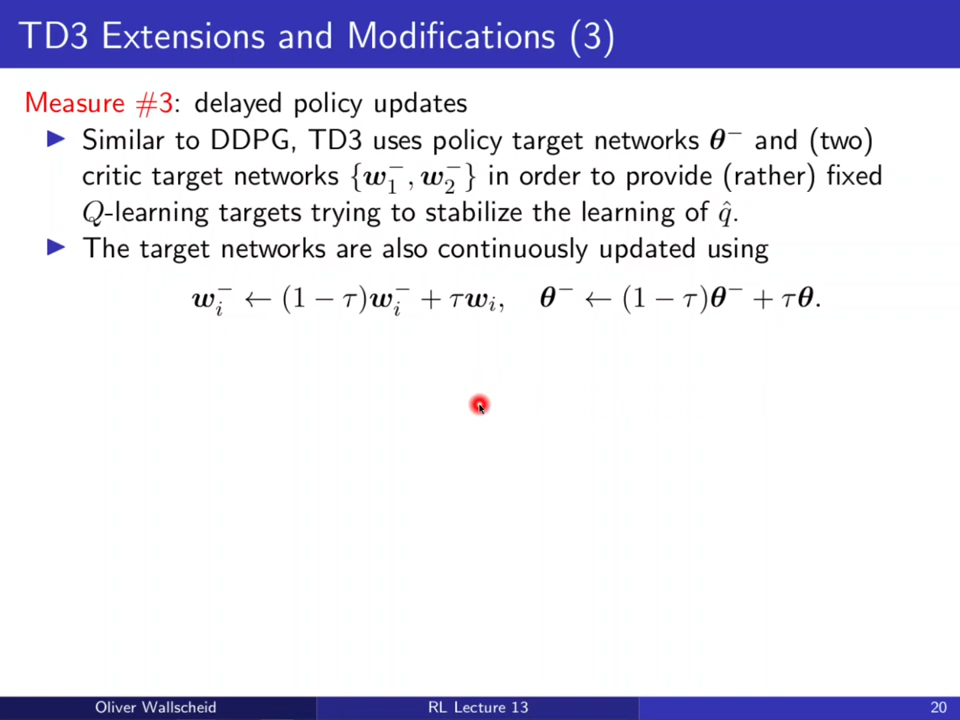 TD3 Extensions and Modifications (3)
Measure #3: delayed policy updates
▶ Similar to DDPG, TD3 uses policy target networks θ⁻ and (two)
critic target networks {w₁⁻, w₂⁻} in order to provide (rather) fixed
Q-learning targets trying to stabilize the learning of q̂.
▶ The target networks are also continuously updated using
wᵢ⁻ ← (1 − τ)wᵢ⁻ + τwᵢ, θ⁻ ← (1 − τ)θ⁻ + τθ.
Oliver Wallscheid RL Lecture 13 20